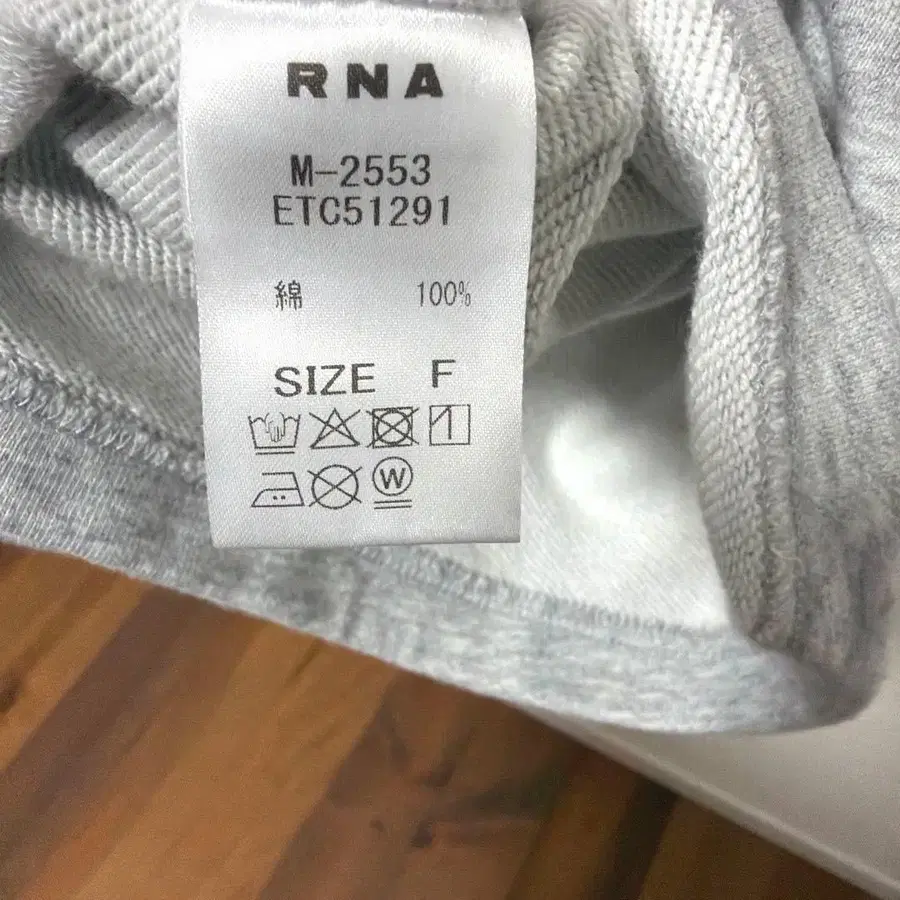 RNA
M-2553
ETC51291
綿 100%
SIZE F
W